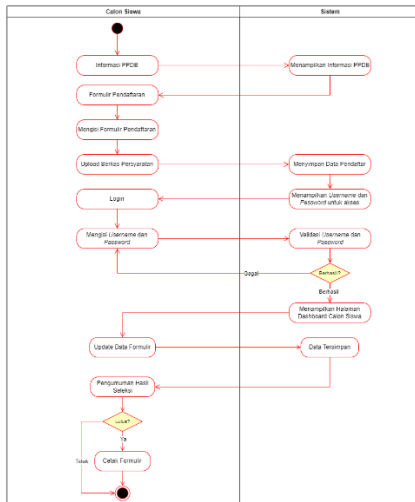 Calon Siswa
Sistem
Informasi PPDB
Menampilkan Informasi PPDB
Formulir Pendaftaran
Mengisi Formulir Pendaftaran
Upload Berkas Persyaratan
Menyimpan Data Pendaftar
Login
Menampilkan Username dan
Password untuk akses
Mengisi Username dan
Password
Validasi Username dan
Password
Gagal
Berhasil?
Berhasil
Menampilkan Halaman
Dashboard Calon Siswa
Update Data Formulir
Data Tersimpan
Pengumuman Hasil
Seleksi
Lulus?
Ya
Tidak
Cetak Formulir